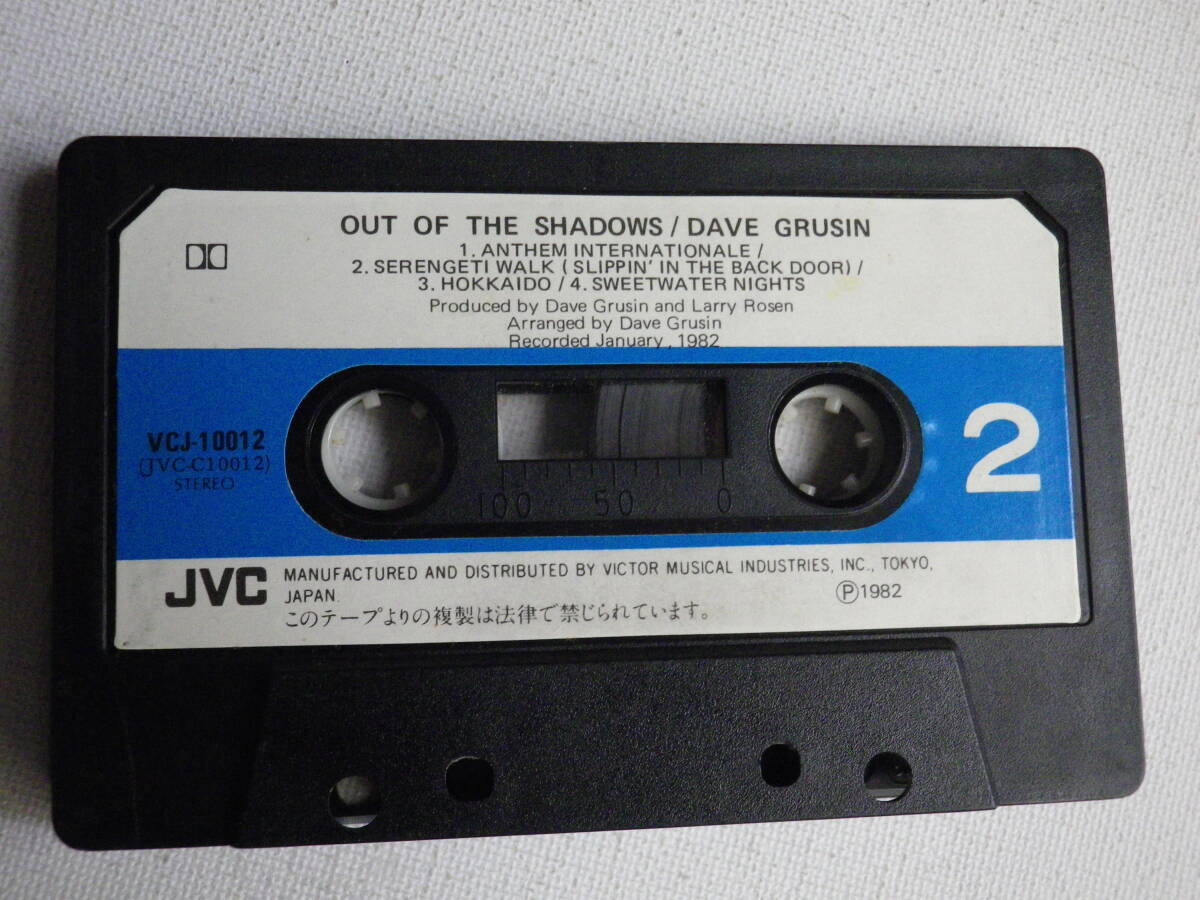 OUT OF THE SHADOWS / DAVE GRUSIN
1. ANTHEM INTERNATIONALE /
2. SERENGETI WALK (SLIPPIN' IN THE BACK DOOR) /
3. HOKKAIDO / 4. SWEETWATER NIGHTS
Produced by Dave Grusin and Larry Rosen
Arranged by Dave Grusin
Recorded January, 1982
VCJ-10012
(JVC-C10012)
STEREO
100 50 0
2
JVC
MANUFACTURED AND DISTRIBUTED BY VICTOR MUSICAL INDUSTRIES, INC., TOKYO,
JAPAN.
このテープよりの複製は法律で禁じられています。
Ⓟ1982